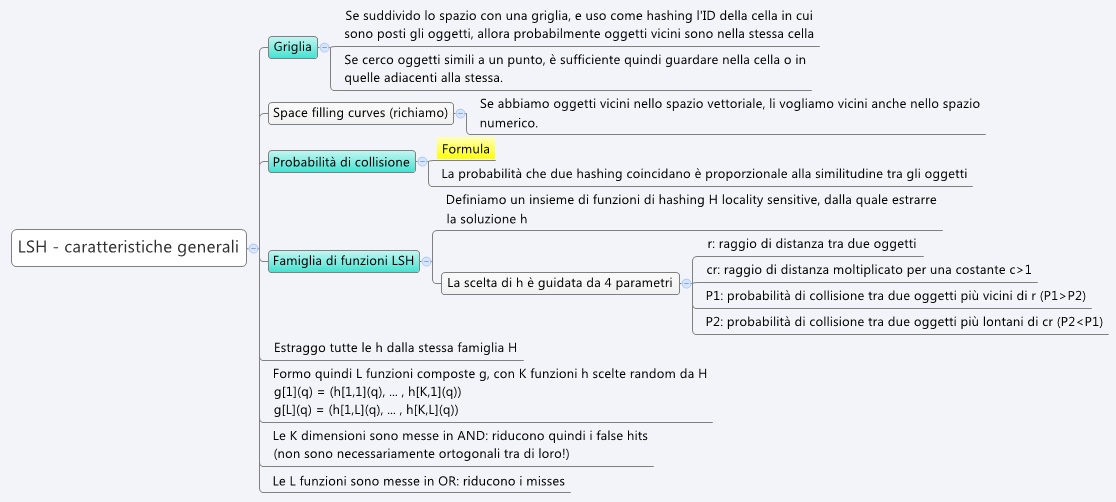 LSH - caratteristiche generali
Griglia
Se suddivido lo spazio con una griglia, e uso come hashing l'ID della cella in cui
sono posti gli oggetti, allora probabilmente oggetti vicini sono nella stessa cella
Se cerco oggetti simili a un punto, è sufficiente quindi guardare nella cella o in
quelle adiacenti alla stessa.
Space filling curves (richiamo)
Se abbiamo oggetti vicini nello spazio vettoriale, li vogliamo vicini anche nello spazio
numerico.
Probabilità di collisione
Formula
La probabilità che due hashing coincidano è proporzionale alla similitudine tra gli oggetti
Famiglia di funzioni LSH
Definiamo un insieme di funzioni di hashing H locality sensitive, dalla quale estrarre
la soluzione h
La scelta di h è guidata da 4 parametri
r: raggio di distanza tra due oggetti
cr: raggio di distanza moltiplicato per una costante c>1
P1: probabilità di collisione tra due oggetti più vicini di r (P1>P2)
P2: probabilità di collisione tra due oggetti più lontani di cr (P2<P1)
Estraggo tutte le h dalla stessa famiglia H
Formo quindi L funzioni composte g, con K funzioni h scelte random da H
g[1](q) = (h[1,1](q), ... , h[K,1](q))
g[L](q) = (h[1,L](q), ... , h[K,L](q))
Le K dimensioni sono messe in AND: riducono quindi i false hits
(non sono necessariamente ortogonali tra di loro!)
Le L funzioni sono messe in OR: riducono i misses